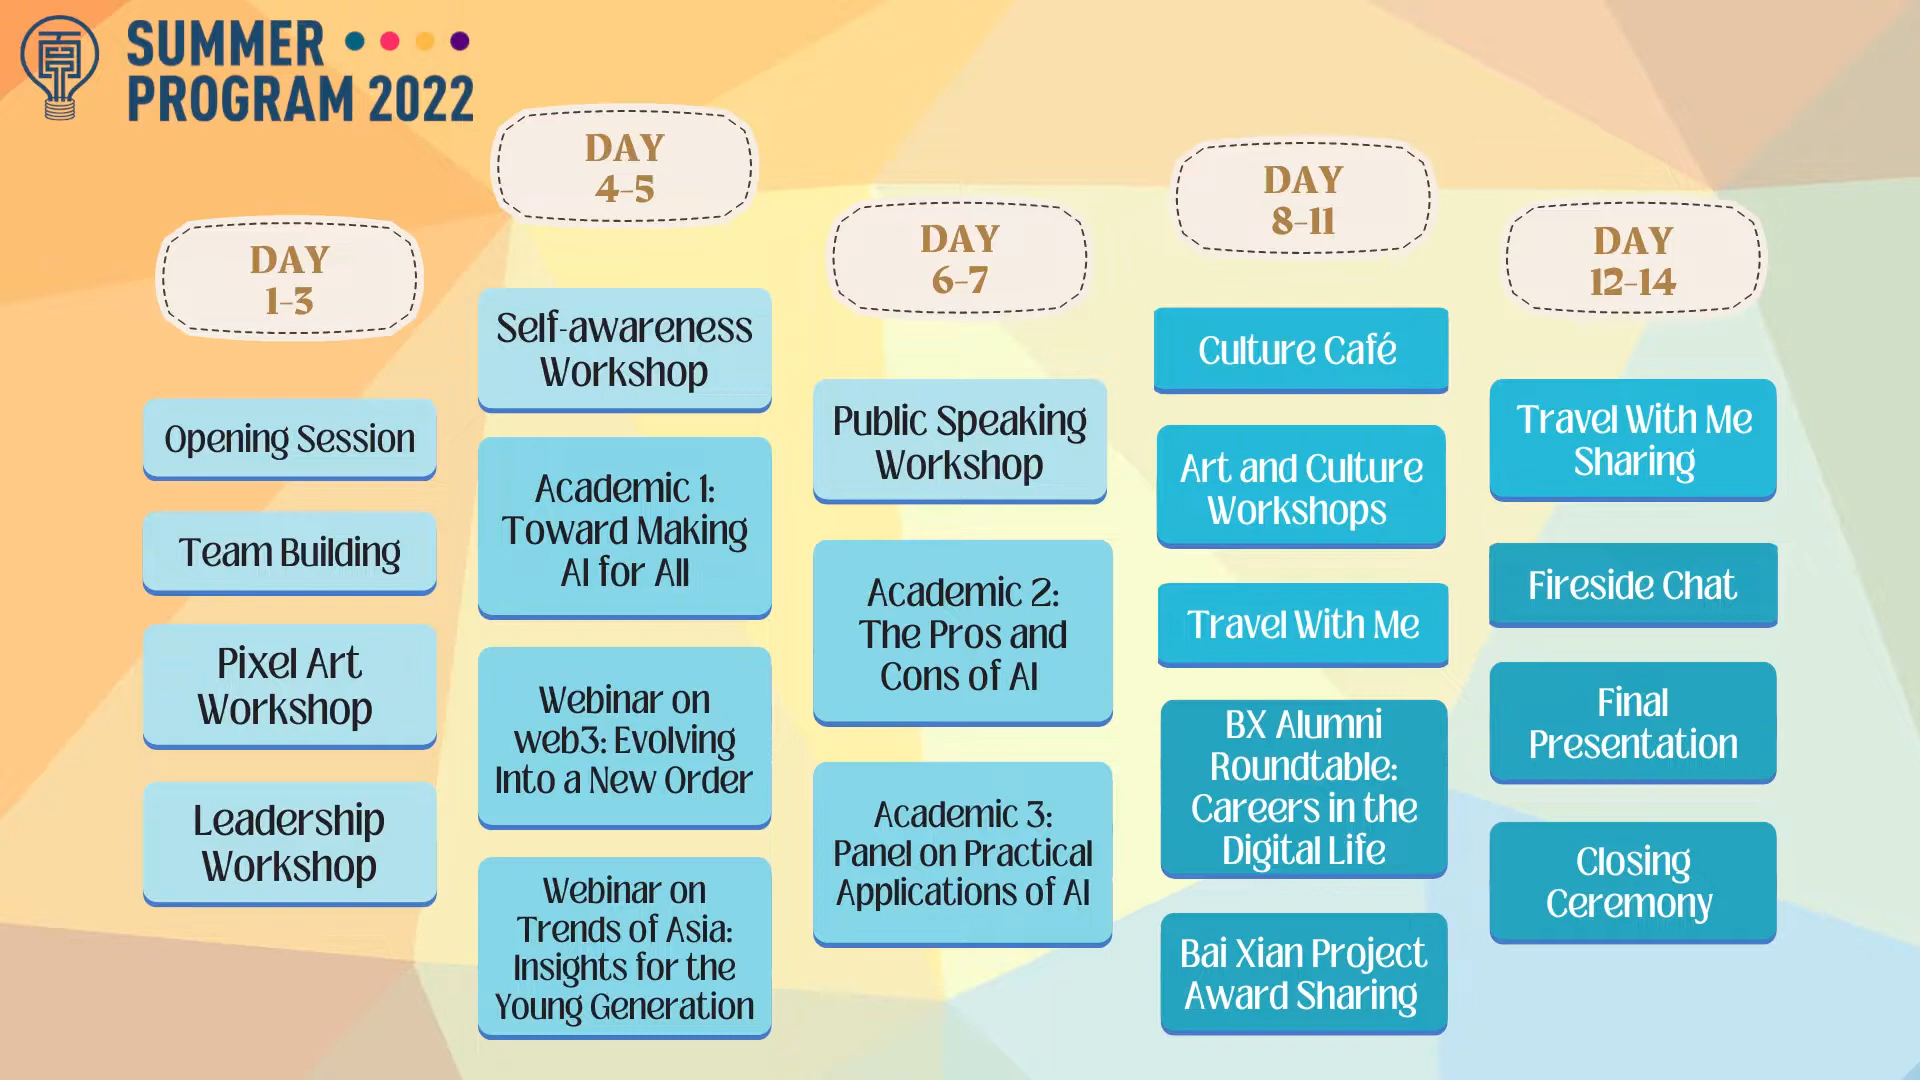 SUMMER
PROGRAM 2022
DAY
1-3
Opening Session
Team Building
Pixel Art
Workshop
Leadership
Workshop
DAY
4-5
Self-awareness
Workshop
Academic 1:
Toward Making
AI for All
Webinar on
web3: Evolving
Into a New Order
Webinar on
Trends of Asia:
Insights for the
Young Generation
DAY
6-7
Public Speaking
Workshop
Academic 2:
The Pros and
Cons of AI
Academic 3:
Panel on Practical
Applications of AI
DAY
8-11
Culture Café
Art and Culture
Workshops
Travel With Me
BX Alumni
Roundtable:
Careers in the
Digital Life
Bai Xian Project
Award Sharing
DAY
12-14
Travel With Me
Sharing
Fireside Chat
Final
Presentation
Closing
Ceremony